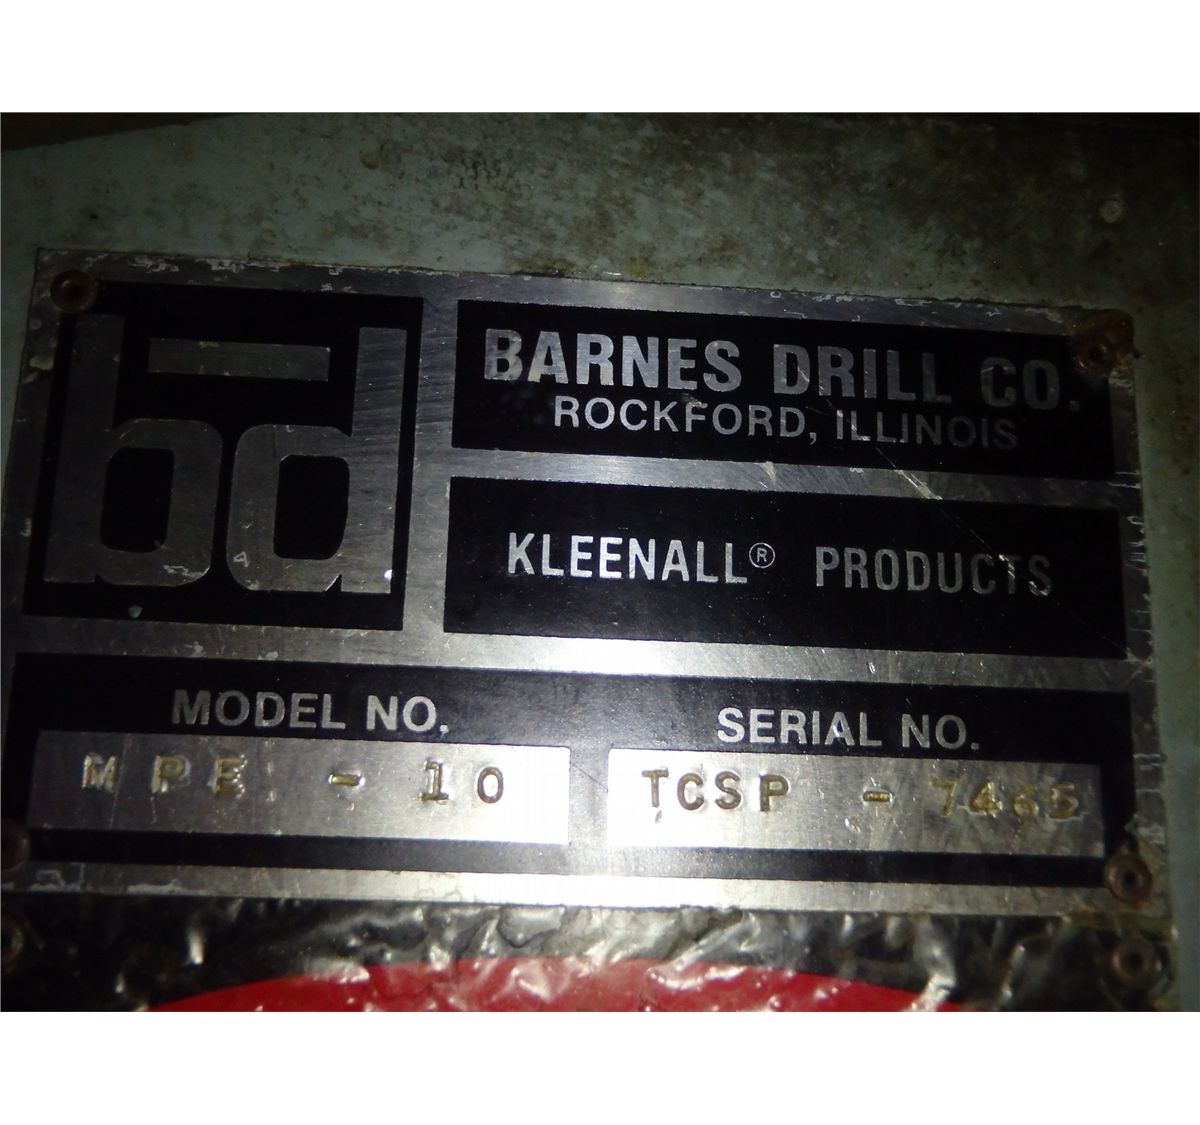 bd
BARNES DRILL CO.
ROCKFORD, ILLINOIS
KLEENALL® PRODUCTS
MODEL NO.
MPE - 10
SERIAL NO.
TCSP - 7465